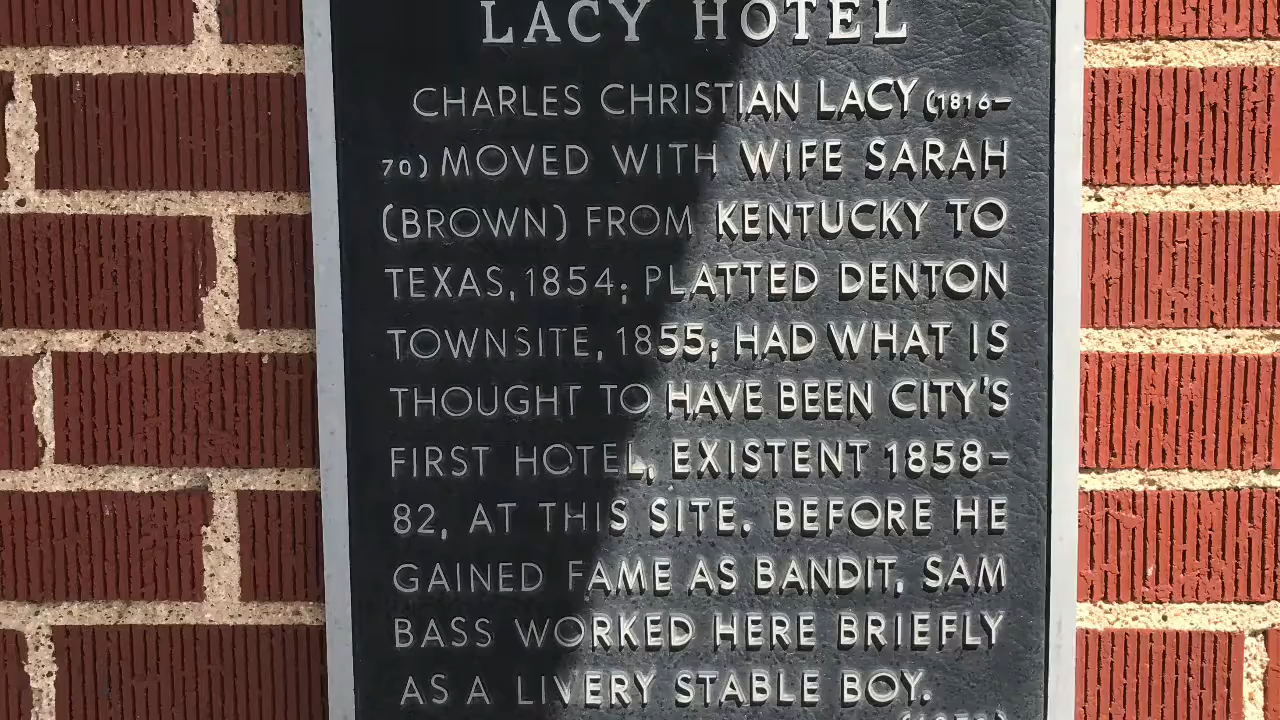 LACY HOTEL
CHARLES CHRISTIAN LACY (1816-
70) MOVED WITH WIFE SARAH
(BROWN) FROM KENTUCKY TO
TEXAS, 1854; PLATTED DENTON
TOWNSITE, 1855; HAD WHAT IS
THOUGHT TO HAVE BEEN CITY'S
FIRST HOTEL, EXISTENT 1858-
82, AT THIS SITE. BEFORE HE
GAINED FAME AS BANDIT, SAM
BASS WORKED HERE BRIEFLY
AS A LIVERY STABLE BOY.